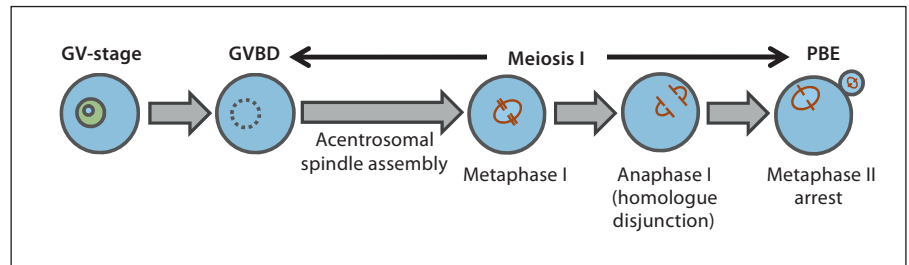 GV-stage
GVBD
Meiosis I
PBE
Acentrosomal
spindle assembly
Metaphase I
Anaphase I
(homologue
disjunction)
Metaphase II
arrest